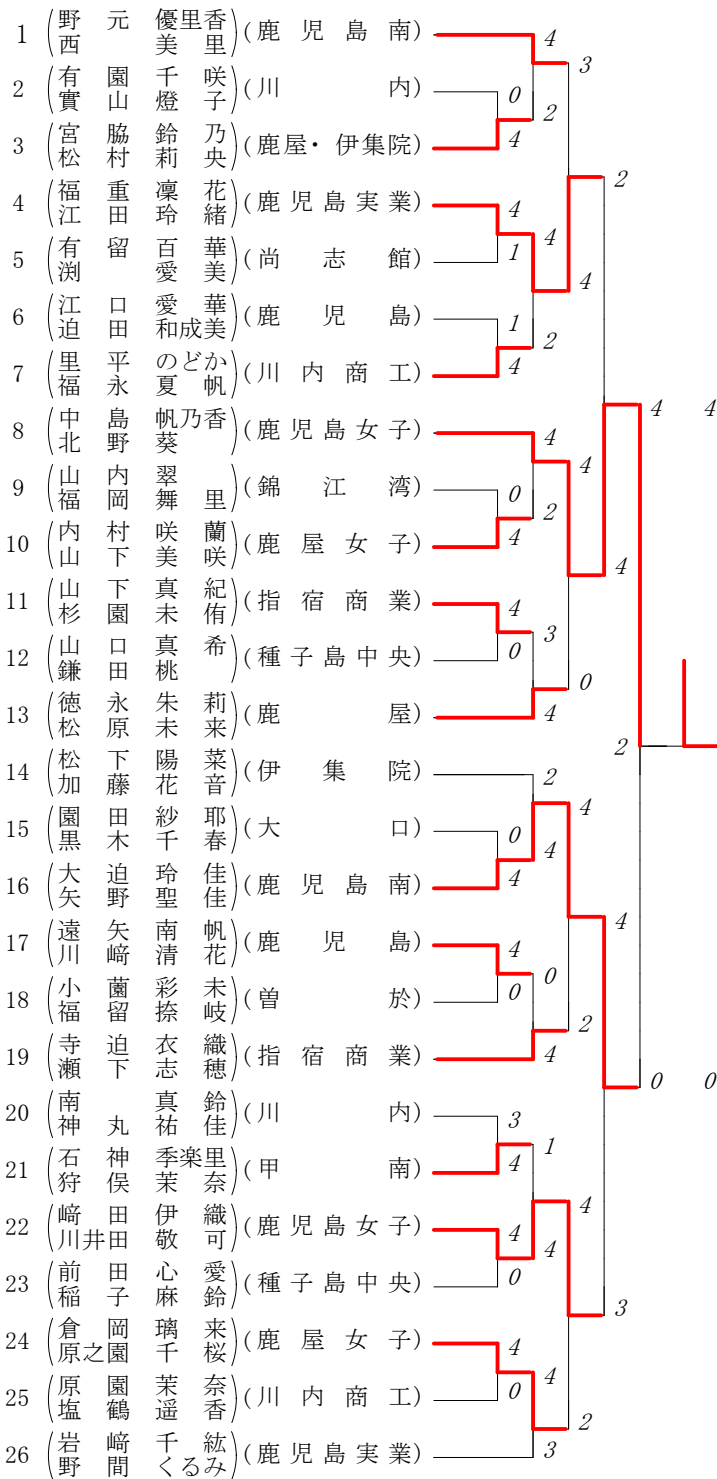 1 野元優里香 (鹿児島南)
西美里
2 有園千咲 (川内)
實山燈子
3 宮脇鈴乃 (鹿屋・伊集院)
松村莉央
4 福重凜花 (鹿児島実業)
江田玲緒
5 有留百華 (尚志館)
渕愛美
6 江口愛華 (鹿児島)
迫田和成美
7 里平のどか (川内商工)
福永夏帆
8 中島帆乃香 (鹿児島女子)
北野葵
9 山内翠 (錦江湾)
福岡舞里
10 内村咲蘭 (鹿屋女子)
山下美咲
11 山下真紀 (指宿商業)
杉園未侑
12 山口真希 (種子島中央)
鎌田桃
13 徳永朱莉 (鹿屋)
松原未来
14 松下陽菜 (伊集院)
加藤花音
15 園田紗耶 (大口)
黒木千春
16 大迫玲佳 (鹿児島南)
矢野聖佳
17 遠矢南帆 (鹿児島)
川﨑清花
18 小薗彩未 (曽於)
福留捺岐
19 寺迫衣織 (指宿商業)
瀬下志穂
20 南真鈴 (川内)
神丸祐佳
21 石神季楽里 (甲南)
狩俣茉奈
22 﨑田伊織 (鹿児島女子)
川井田敬可
23 前田心愛 (種子島中央)
稲子麻鈴
24 倉岡璃来 (鹿屋女子)
原之園千桜
25 原園茉奈 (川内商工)
塩鶴遥香
26 岩﨑千紘 (鹿児島実業)
野間くるみ
4
3
0
2
4
2
4
4
1
4
1
2
4
4 4
4
4
0
2
4
4
4
3
0
0
4
2
2
4
0
4
4
4
4
0
0
2
4
0 0
3
1
4
4
4
4
0
3
4
4
0
2
3